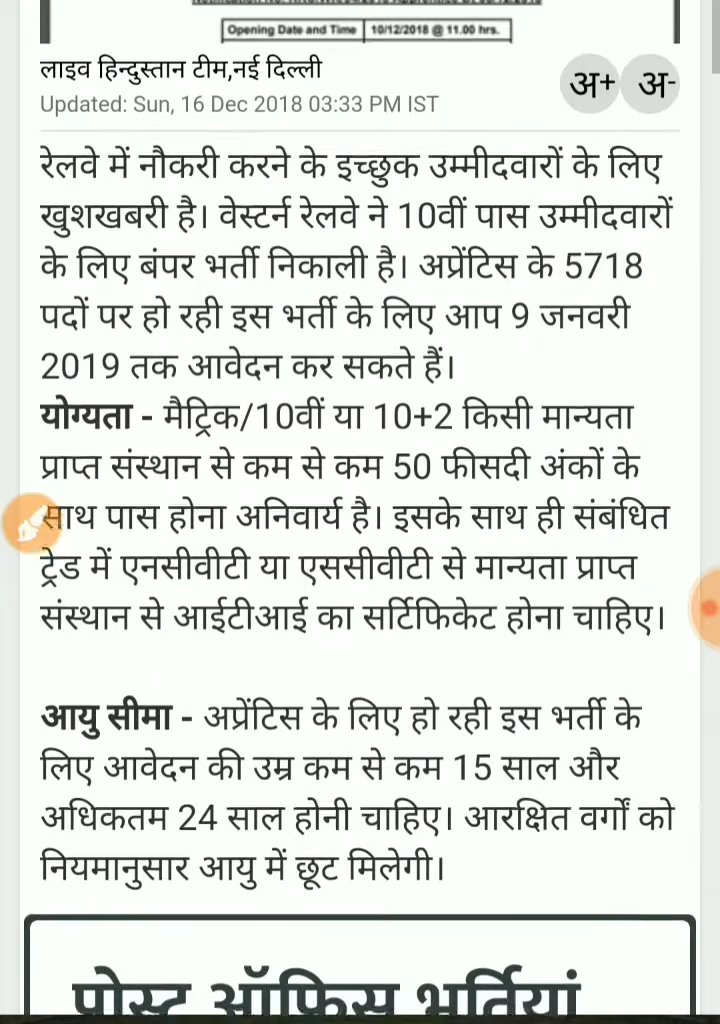 Opening Date and Time 10/12/2018 @ 11.00 hrs.
लाइव हिन्दुस्तान टीम,नई दिल्ली
Updated: Sun, 16 Dec 2018 03:33 PM IST
अ+ अ-
रेलवे में नौकरी करने के इच्छुक उम्मीदवारों के लिए
खुशखबरी है। वेस्टर्न रेलवे ने 10वीं पास उम्मीदवारों
के लिए बंपर भर्ती निकाली है। अप्रेंटिस के 5718
पदों पर हो रही इस भर्ती के लिए आप 9 जनवरी
2019 तक आवेदन कर सकते हैं।
योग्यता - मैट्रिक/10वीं या 10+2 किसी मान्यता
प्राप्त संस्थान से कम से कम 50 फीसदी अंकों के
साथ पास होना अनिवार्य है। इसके साथ ही संबंधित
ट्रेड में एनसीवीटी या एससीवीटी से मान्यता प्राप्त
संस्थान से आईटीआई का सर्टिफिकेट होना चाहिए।
आयु सीमा - अप्रेंटिस के लिए हो रही इस भर्ती के
लिए आवेदन की उम्र कम से कम 15 साल और
अधिकतम 24 साल होनी चाहिए। आरक्षित वर्गों को
नियमानुसार आयु में छूट मिलेगी।
पोस्ट ऑफिस भर्तियां